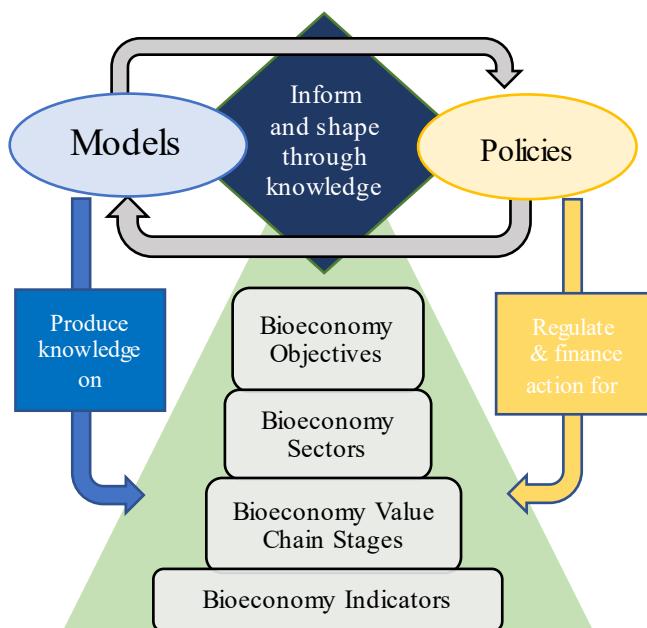 Inform
and shape
through
knowledge
Models
Policies
Produce
knowledge
on
Regulate
& finance
action for
Bioeconomy
Objectives
Bioeconomy
Sectors
Bioeconomy Value
Chain Stages
Bioeconomy Indicators